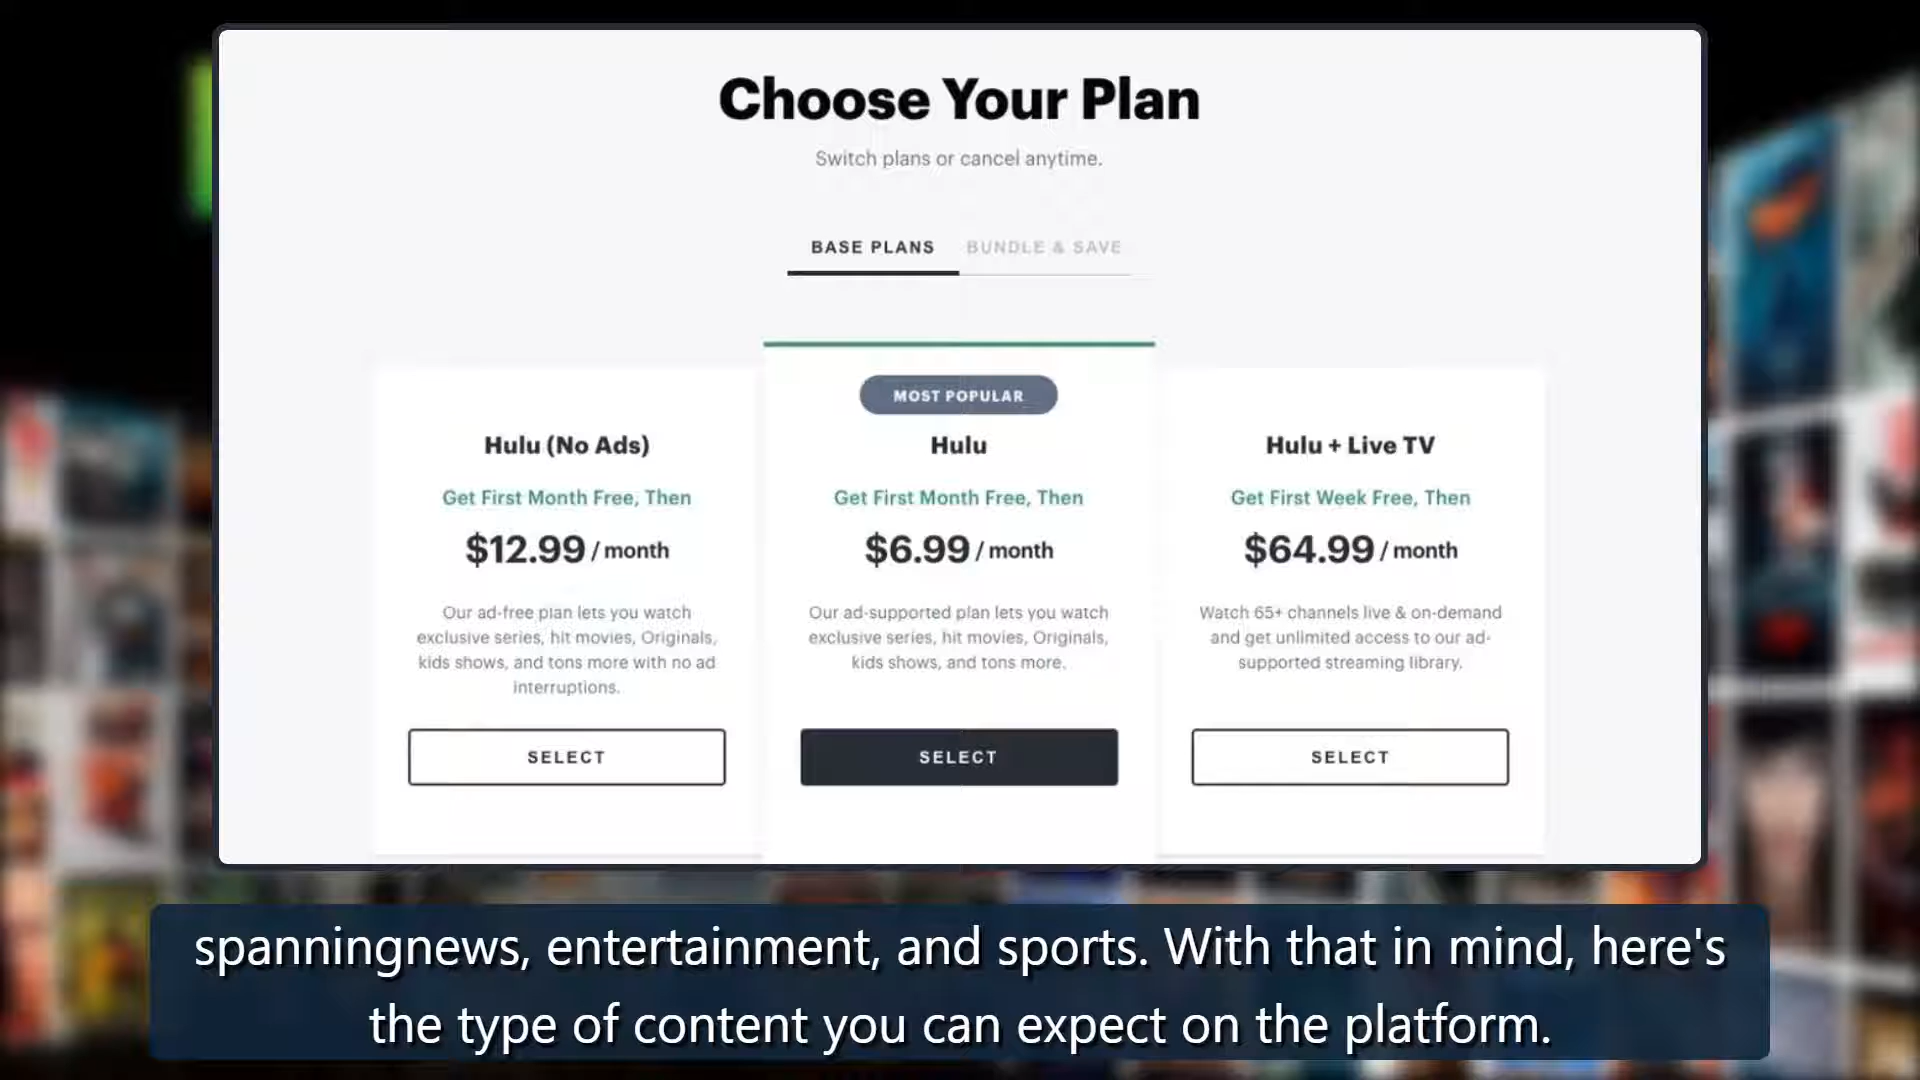 Choose Your Plan
Switch plans or cancel anytime.
BASE PLANS
BUNDLE & SAVE
Hulu (No Ads)
Get First Month Free, Then
$12.99 / month
Our ad-free plan lets you watch
exclusive series, hit movies, Originals,
kids shows, and tons more with no ad
interruptions.
SELECT
MOST POPULAR
Hulu
Get First Month Free, Then
$6.99 / month
Our ad-supported plan lets you watch
exclusive series, hit movies, Originals,
kids shows, and tons more.
SELECT
Hulu + Live TV
Get First Week Free, Then
$64.99 / month
Watch 65+ channels live & on-demand
and get unlimited access to our ad-
supported streaming library.
SELECT
spanningnews, entertainment, and sports. With that in mind, here's
the type of content you can expect on the platform.